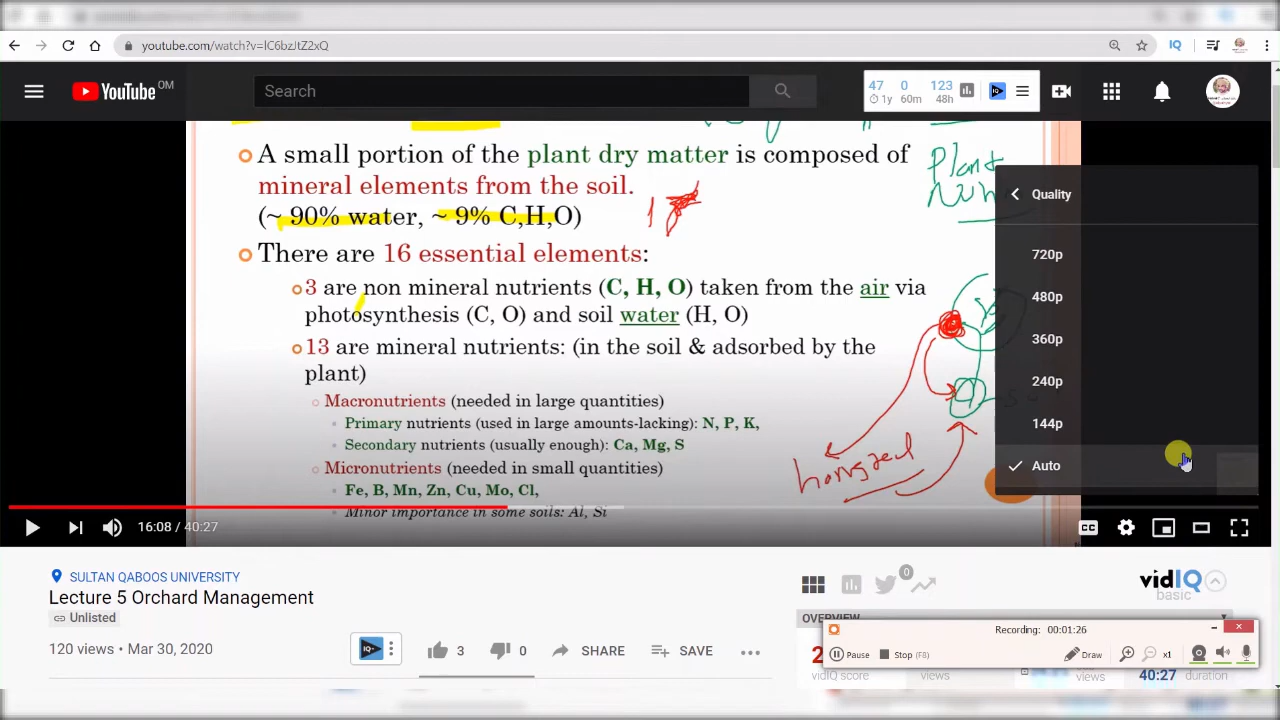 youtube.com/watch?v=IC6bzJtZ2xQ
YouTube OM
Search
47 0 123
1y 60m 48h
A small portion of the plant dry matter is composed of
mineral elements from the soil.
(~ 90% water, ~ 9% C,H,O)
Plant
There are 16 essential elements:
3 are non mineral nutrients (C, H, O) taken from the air via
photosynthesis (C, O) and soil water (H, O)
13 are mineral nutrients: (in the soil & adsorbed by the
plant)
Macronutrients (needed in large quantities)
Primary nutrients (used in large amounts-lacking): N, P, K,
Secondary nutrients (usually enough): Ca, Mg, S
Micronutrients (needed in small quantities)
Fe, B, Mn, Zn, Cu, Mo, Cl,
Minor importance in some soils: Al, Si
Quality
720p
480p
360p
240p
144p
Auto
16:08 / 40:27
CC
SULTAN QABOOS UNIVERSITY
Lecture 5 Orchard Management
Unlisted
120 views • Mar 30, 2020
3 0 SHARE SAVE
0
vidIQ
basic
OVERVIEW
Recording: 00:01:26
Pause Stop (F8) Draw x1
vidIQ score views views 40:27 duration